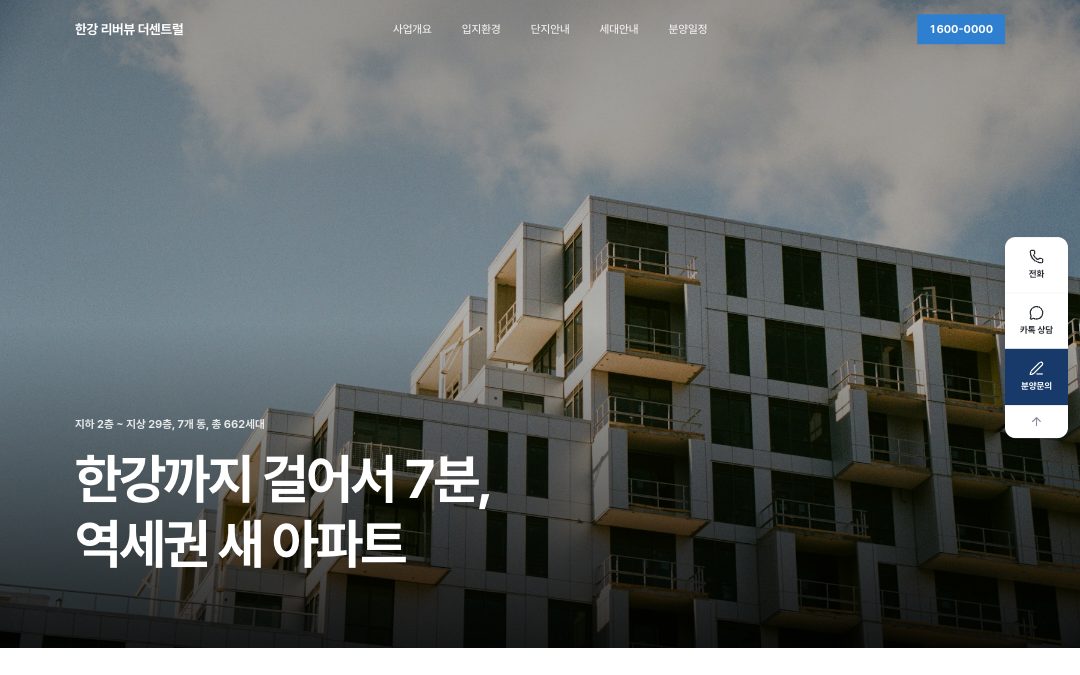 한강 리버뷰 더센트럴
사업개요
입지환경
단지안내
세대안내
분양일정
1600-0000
전화
카톡 상담
분양문의
지하 2층 ~ 지상 29층, 7개 동, 총 662세대
한강까지 걸어서 7분,
역세권 새 아파트